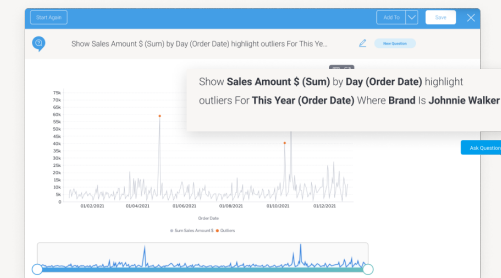 Start Again
Add To
Save
Show Sales Amount $ (Sum) by Day (Order Date) highlight outliers For This Ye...
New Question
Show Sales Amount $ (Sum) by Day (Order Date) highlight
outliers For This Year (Order Date) Where Brand Is Johnnie Walker
Ask Question
75k
70k
65k
60k
55k
50k
45k
40k
35k
30k
25k
20k
15k
10k
5k
0
01/02/2021
01/04/2021
01/06/2021
01/08/2021
01/10/2021
01/12/2021
Order Date
Sum Sales Amount $
Outliers